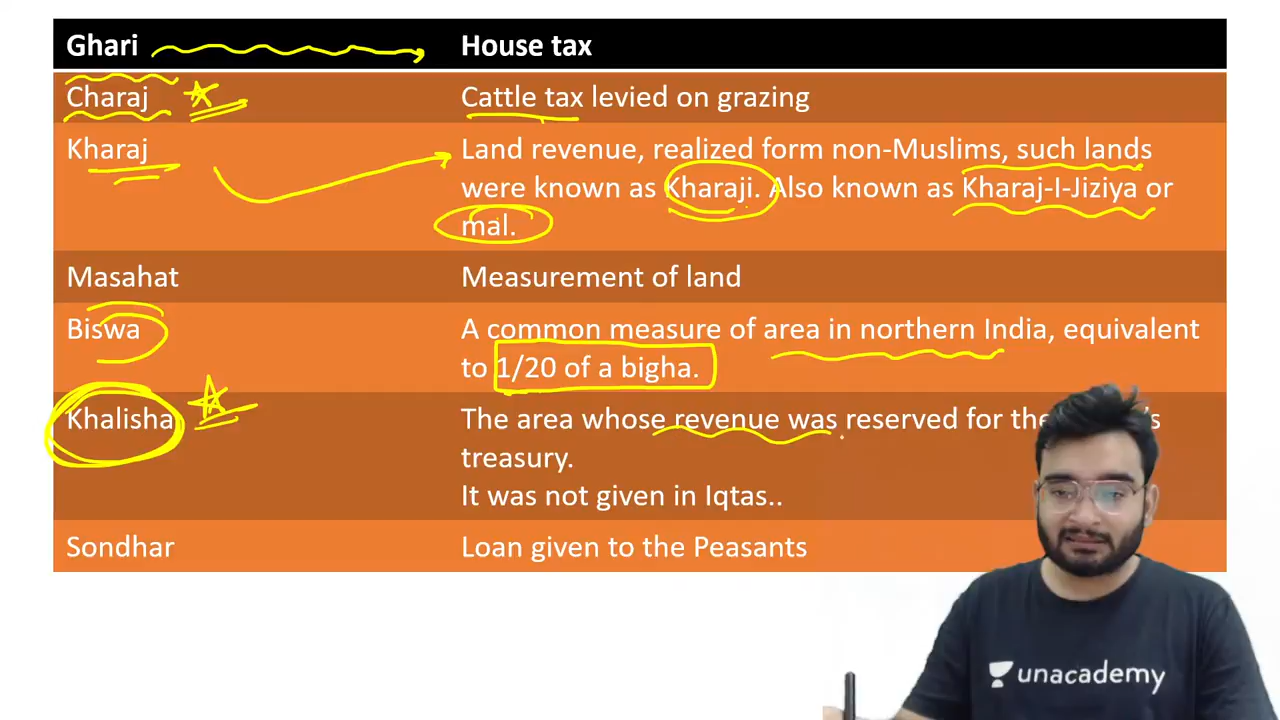 Ghari House tax
Charaj Cattle tax levied on grazing
Kharaj Land revenue, realized form non-Muslims, such lands
were known as Kharaji. Also known as Kharaj-I-Jiziya or
mal.
Masahat Measurement of land
Biswa A common measure of area in northern India, equivalent
to 1/20 of a bigha.
Khalisha The area whose revenue was reserved for the
treasury.
It was not given in Iqtas..
Sondhar Loan given to the Peasants
unacademy